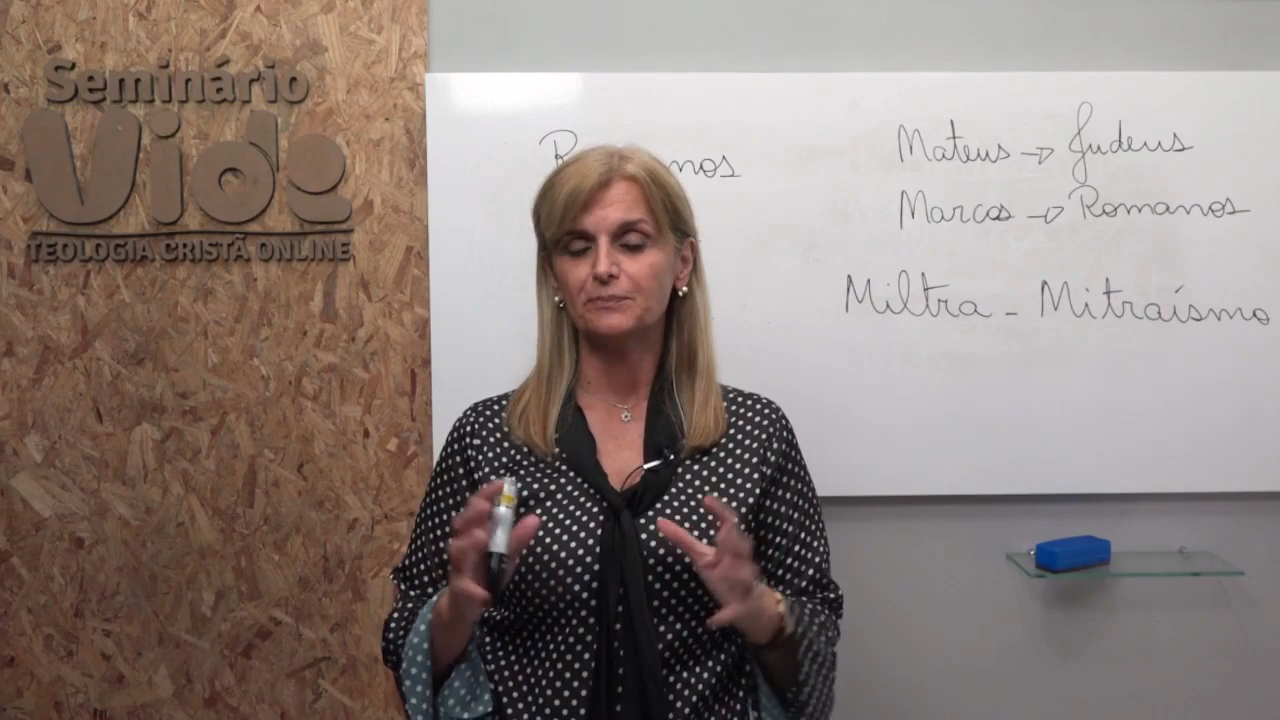 Seminário
Vida
TEOLOGIA CRISTÃ ONLINE
Mateus → Judeus
Marcos → Romanos
Miltra - Mitraísmo